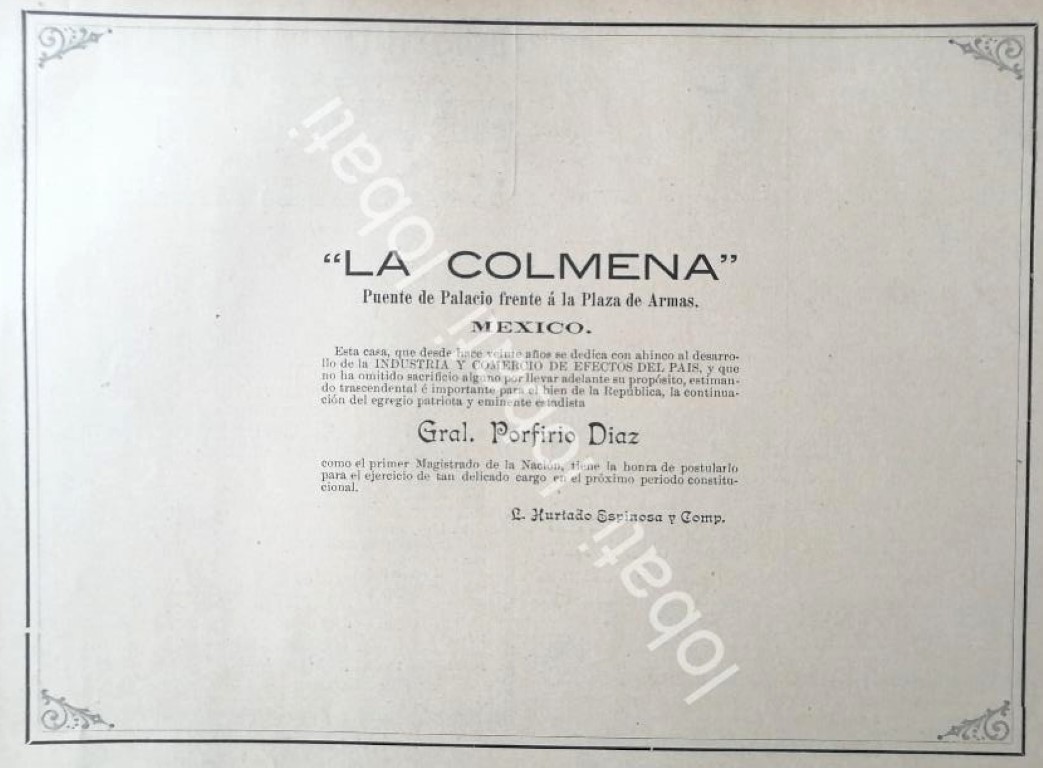 “LA COLMENA”
Puente de Palacio frente á la Plaza de Armas.
MEXICO.
Esta casa, que desde hace veinte años se dedica con ahinco al desarro-
llo de la INDUSTRIA Y COMERCIO DE EFECTOS DEL PAIS, y que
no ha omitido sacrificio alguno por llevar adelante su propósito, estiman-
do trascendental é importante para el bien de la República, la continua-
ción del egregio patriota y eminente estadista
Gral. Porfirio Diaz
como el primer Magistrado de la Nación, tiene la honra de postularlo
para el ejercicio de tan delicado cargo en el próximo periodo constitu-
cional.
L. Hurtado Espinosa y Comp.
lobati lobati lobati